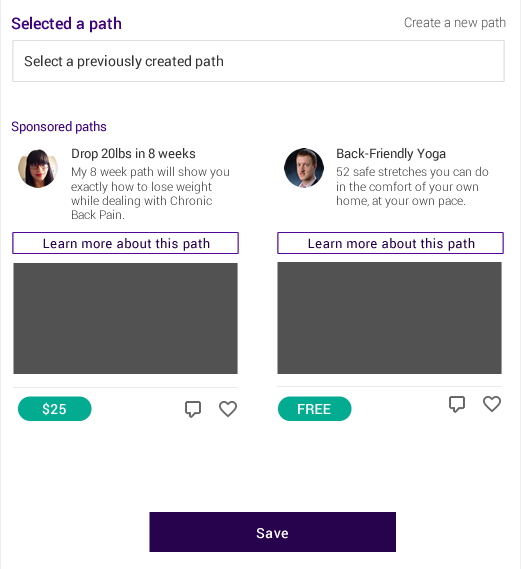 Selected a path
Create a new path
Select a previously created path
Sponsored paths
Drop 20lbs in 8 weeks
My 8 week path will show you
exactly how to lose weight
while dealing with Chronic
Back Pain.
Learn more about this path
$25
Back-Friendly Yoga
52 safe stretches you can do
in the comfort of your own
home, at your own pace.
Learn more about this path
FREE
Save